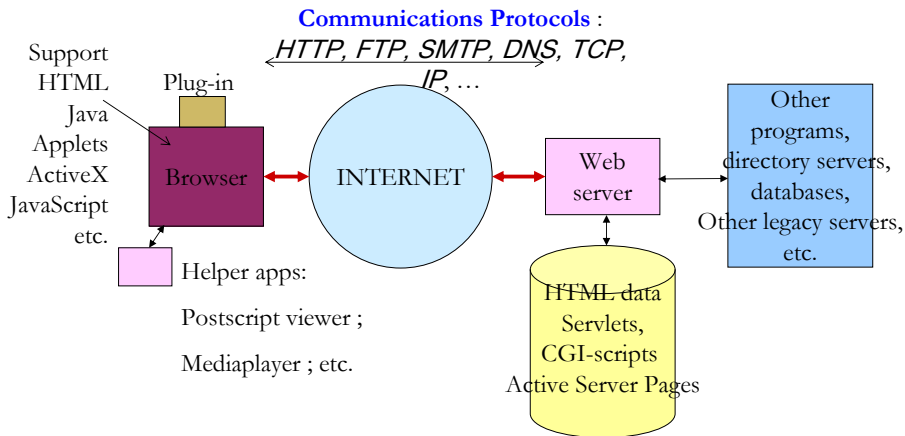 Communications Protocols :
HTTP, FTP, SMTP, DNS, TCP,
IP, …
Support
HTML
Java
Applets
ActiveX
JavaScript
etc.
Plug-in
Browser
INTERNET
Web
server
Other
programs,
directory servers,
databases,
Other legacy servers,
etc.
Helper apps:
Postscript viewer ;
Mediaplayer ; etc.
HTML data
Servlets,
CGI-scripts
Active Server Pages